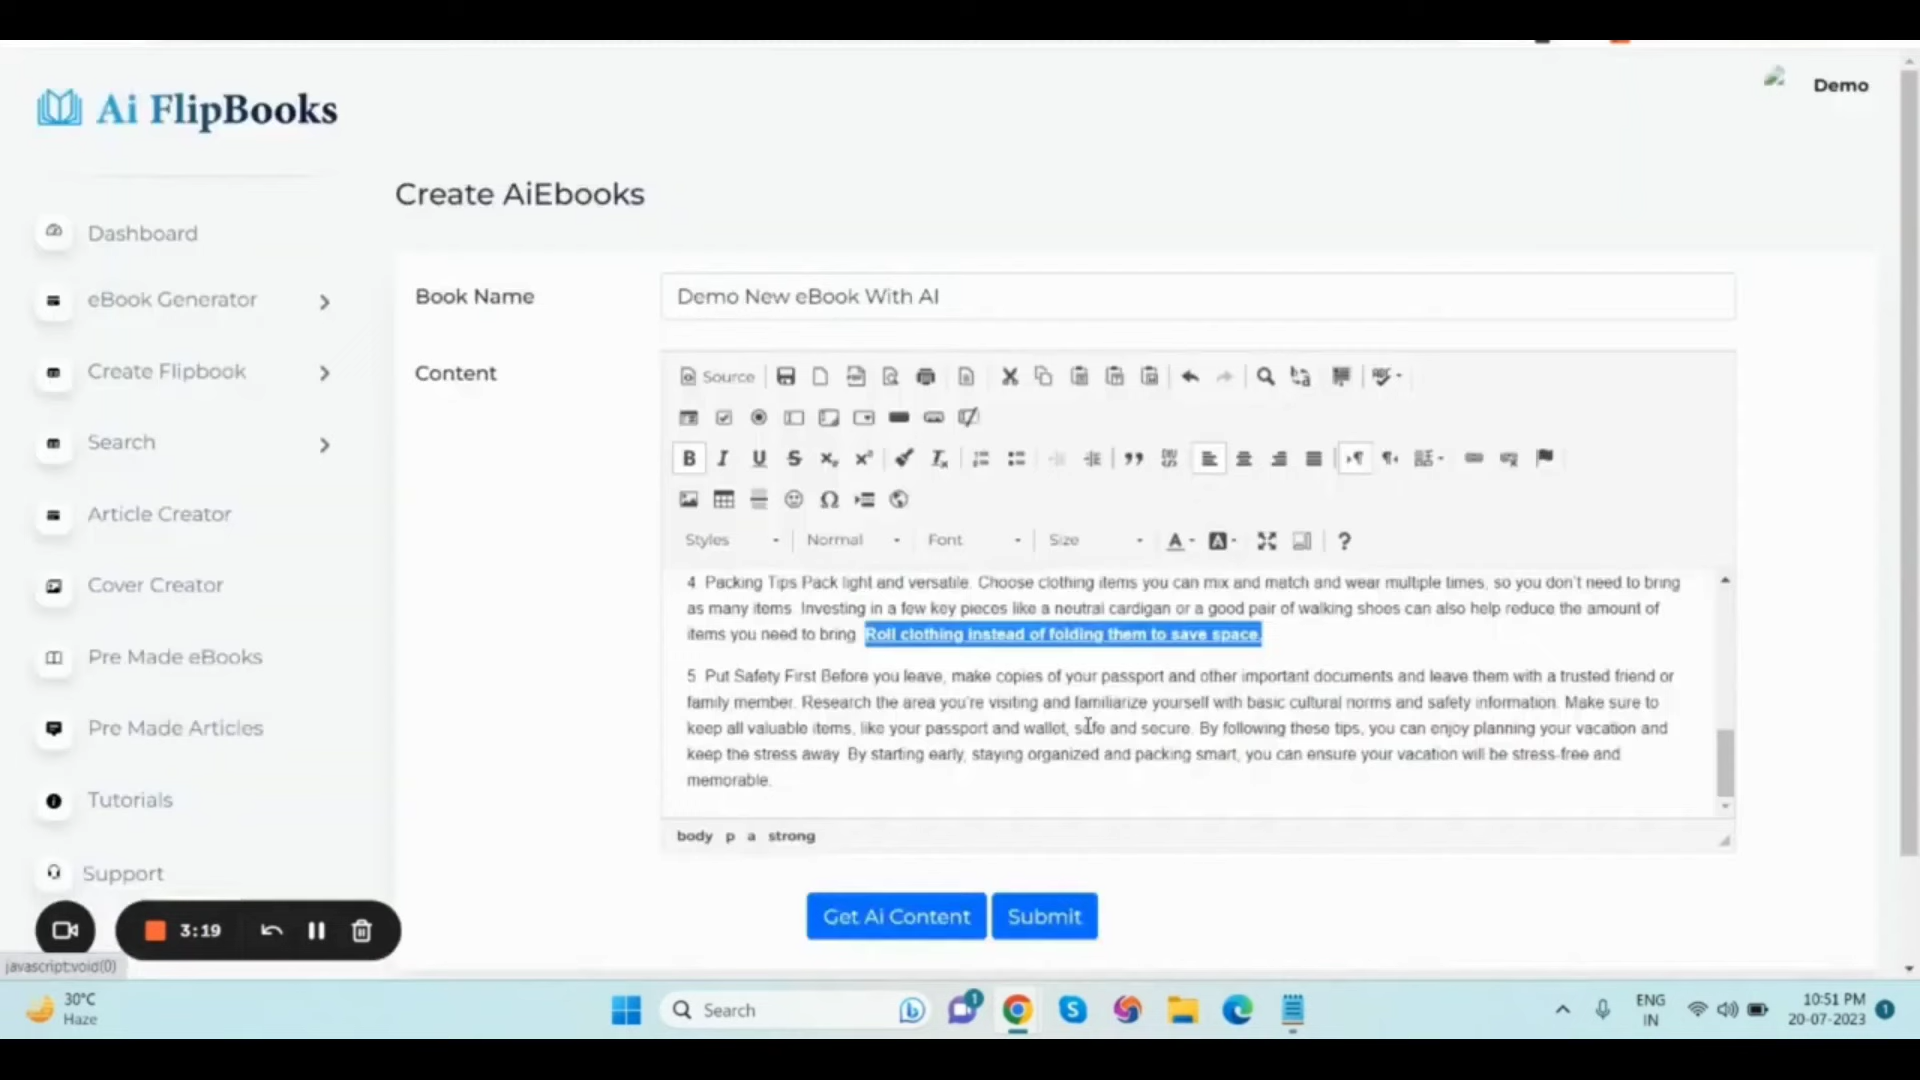 Ai FlipBooks
Demo
Create AiEbooks
Dashboard
eBook Generator
Create Flipbook
Search
Article Creator
Cover Creator
Pre Made eBooks
Pre Made Articles
Tutorials
Support
Book Name
Demo New eBook With AI
Content
Source
Styles
Normal
Font
Size
4 Packing Tips Pack light and versatile. Choose clothing items you can mix and match and wear multiple times, so you don't need to bring
as many items. Investing in a few key pieces like a neutral cardigan or a good pair of walking shoes can also help reduce the amount of
items you need to bring Roll clothing instead of folding them to save space.
5 Put Safety First Before you leave, make copies of your passport and other important documents and leave them with a trusted friend or
family member. Research the area you're visiting and familiarize yourself with basic cultural norms and safety information. Make sure to
keep all valuable items, like your passport and wallet, safe and secure. By following these tips, you can enjoy planning your vacation and
keep the stress away By starting early, staying organized and packing smart, you can ensure your vacation will be stress-free and
memorable.
body p a strong
Get Ai Content
Submit
3:19
javascript:void(0)
30°C
Haze
Search
1
ENG
IN
10:51 PM
20-07-2023
1